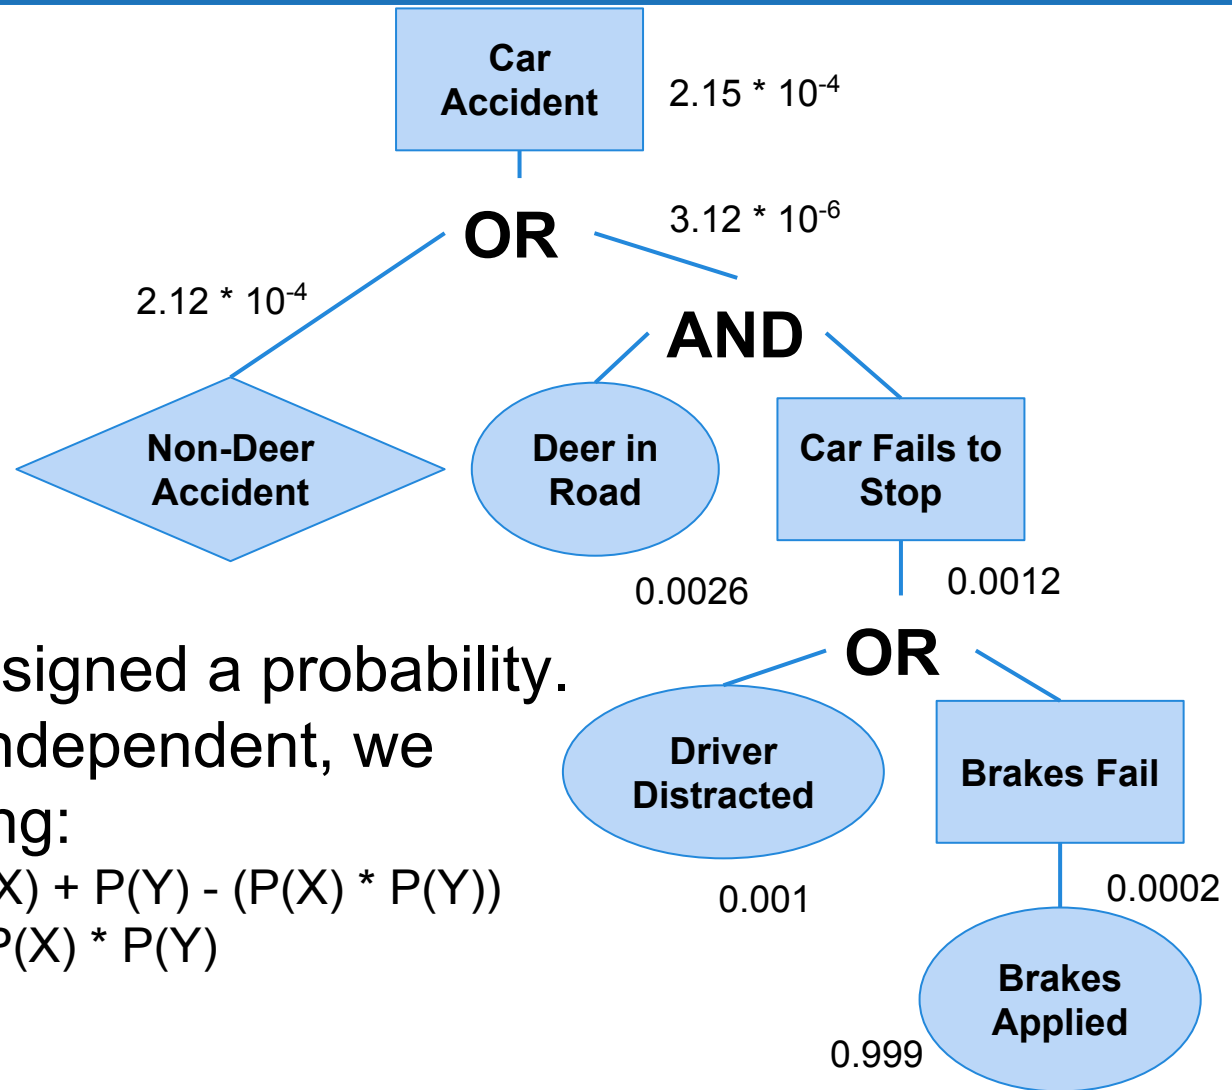 Car
Accident
2.15 * 10⁻⁴
OR
3.12 * 10⁻⁶
2.12 * 10⁻⁴
AND
Non-Deer
Accident
Deer in
Road
Car Fails to
Stop
0.0026
0.0012
OR
signed a probability.
ndependent, we
ng:
X) + P(Y) - (P(X) * P(Y))
P(X) * P(Y)
Driver
Distracted
Brakes Fail
0.001
0.0002
Brakes
Applied
0.999